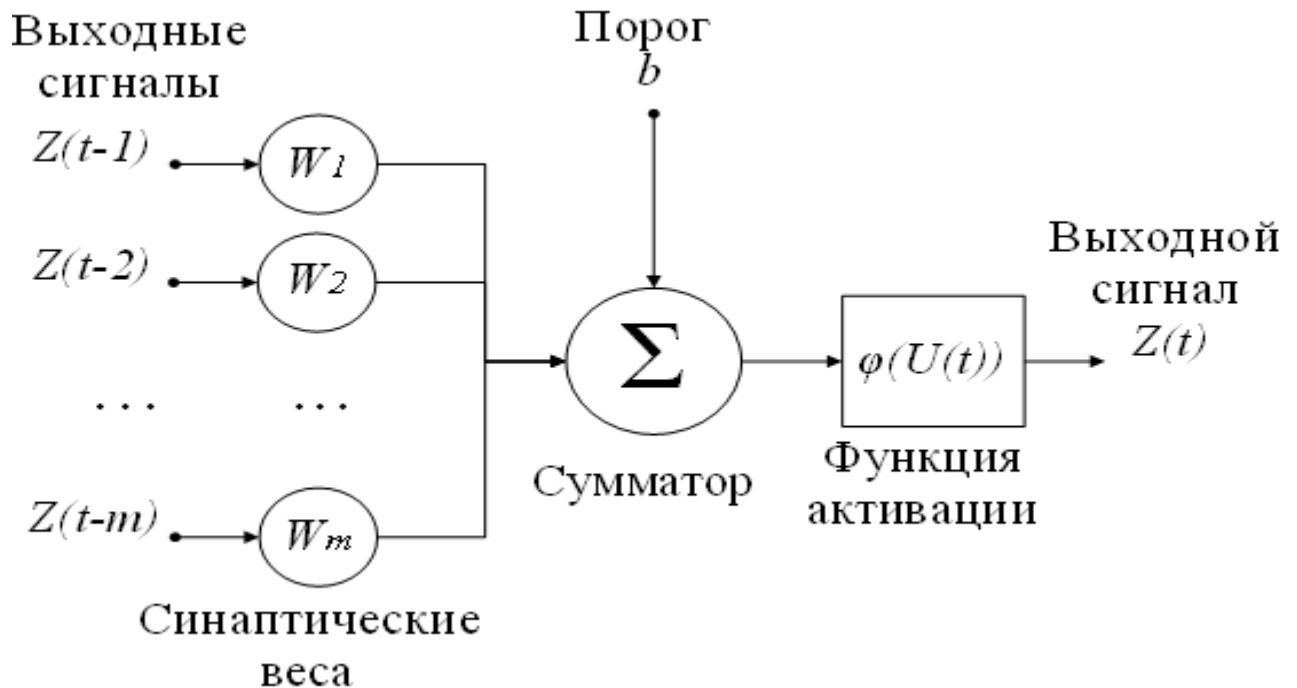 Выходные
сигналы
Z(t-1)
W1
Z(t-2)
W2
... ...
Z(t-m)
Wm
Синаптические
веса
Порог
b
Σ
Сумматор
φ(U(t))
Функция
активации
Выходной
сигнал
Z(t)